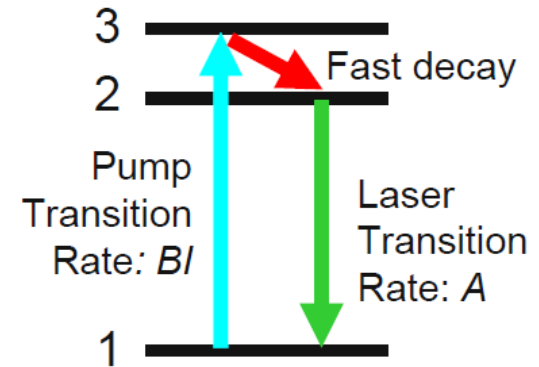 3
Fast decay
2
Pump
Transition
Rate: BI
Laser
Transition
Rate: A
1